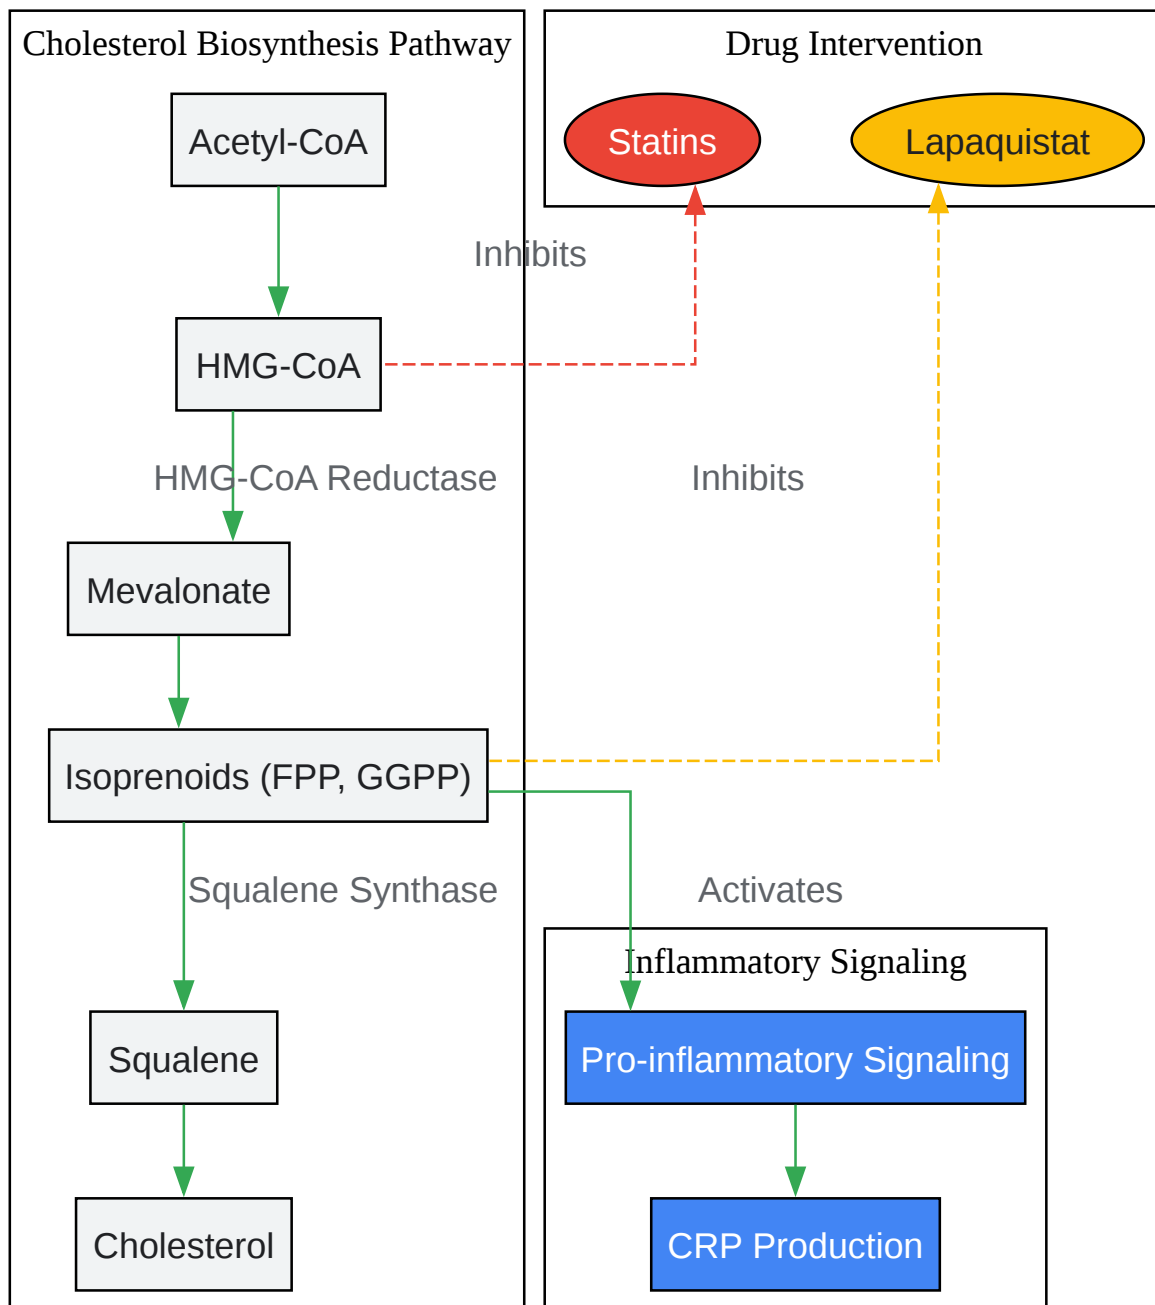 Cholesterol Biosynthesis Pathway
Drug Intervention
Acetyl-CoA
Statins
Lapaquistat
Inhibits
HMG-CoA
HMG-CoA Reductase
Inhibits
Mevalonate
Isoprenoids (FPP, GGPP)
Squalene Synthase
Activates
Inflammatory Signaling
Squalene
Pro-inflammatory Signaling
Cholesterol
CRP Production